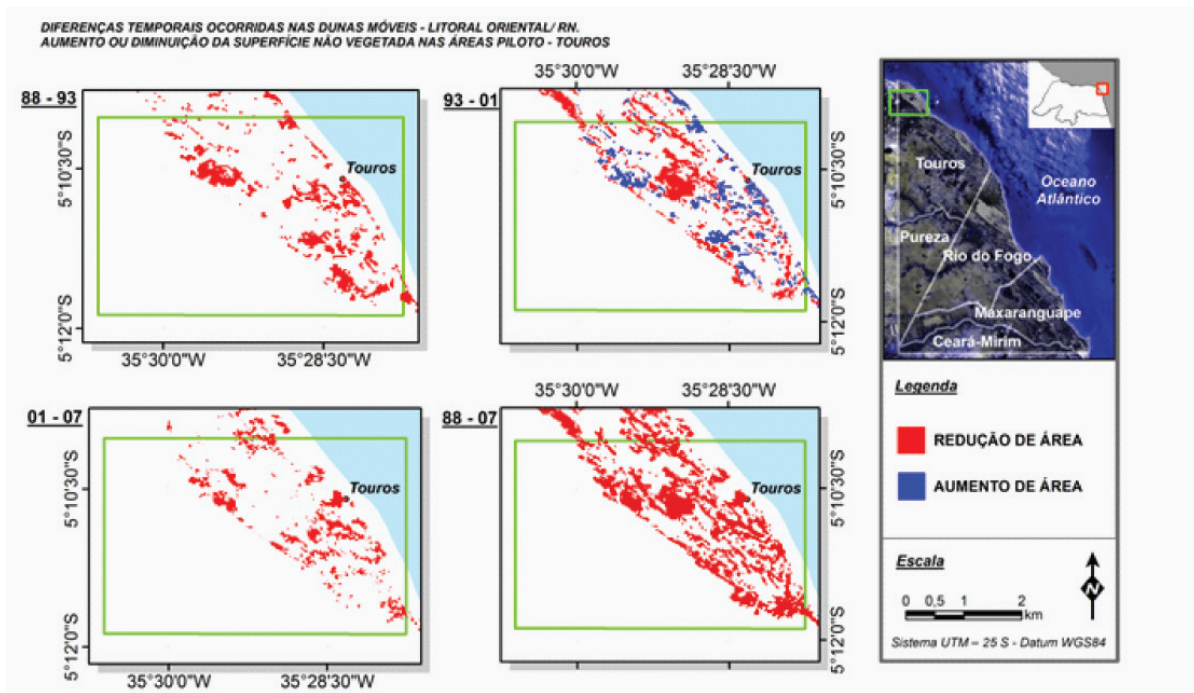 DIFERENÇAS TEMPORAIS OCORRIDAS NAS DUNAS MÓVEIS - LITORAL ORIENTAL/ RN.
AUMENTO OU DIMINUIÇÃO DA SUPERFÍCIE NÃO VEGETADA NAS ÁREAS PILOTO - TOUROS
88 - 93
Touros
5°10'30"S
5°12'0"S
35°30'0"W
35°28'30"W
35°30'0"W
35°28'30"W
93 - 01
Touros
5°10'30"S
5°12'0"S
01 - 07
Touros
5°10'30"S
5°12'0"S
35°30'0"W
35°28'30"W
35°30'0"W
35°28'30"W
88 - 07
Touros
5°10'30"S
5°12'0"S
Touros
Oceano
Atlântico
Pureza
Rio do Fogo
Maxaranguape
Ceará-Mirim
Legenda
REDUÇÃO DE ÁREA
AUMENTO DE ÁREA
Escala
N
0 0,5 1 2
km
Sistema UTM – 25 S - Datum WGS84